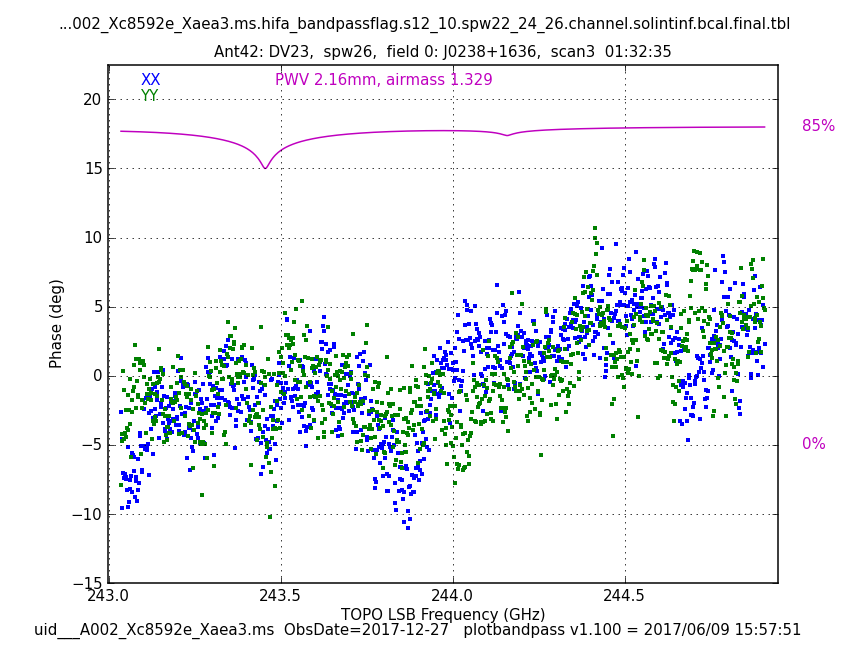 ...002_Xc8592e_Xaea3.ms.hifa_bandpassflag.s12_10.spw22_24_26.channel.solintinf.bcal.final.tbl
Ant42: DV23,  spw26,  field 0: J0238+1636,  scan3  01:32:35
XX
PWV 2.16mm, airmass 1.329
YY
20
85%
15
10
5
Phase (deg)
0
−5
0%
−10
−15
243.0
243.5
244.0
244.5
TOPO LSB Frequency (GHz)
uid___A002_Xc8592e_Xaea3.ms  ObsDate=2017-12-27   plotbandpass v1.100 = 2017/06/09 15:57:51